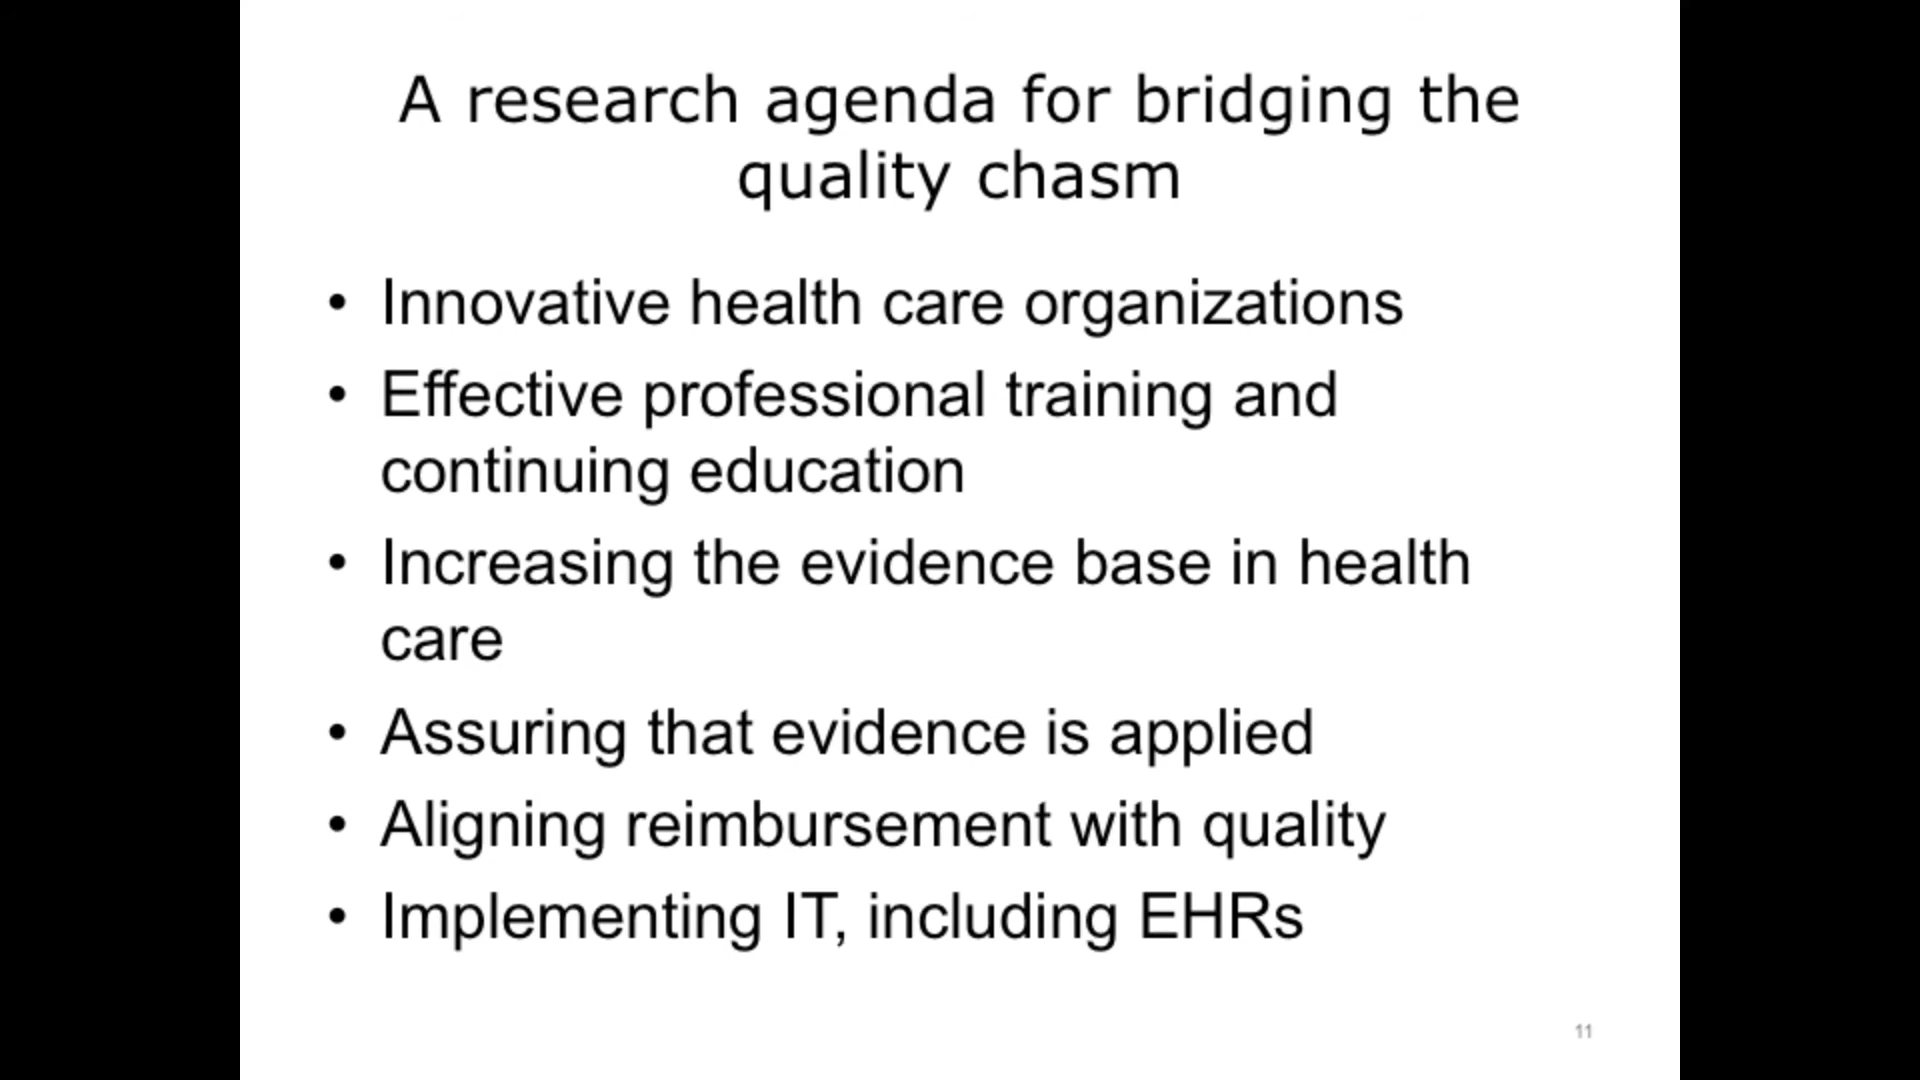 A research agenda for bridging the
quality chasm
• Innovative health care organizations
• Effective professional training and
continuing education
• Increasing the evidence base in health
care
• Assuring that evidence is applied
• Aligning reimbursement with quality
• Implementing IT, including EHRs
11